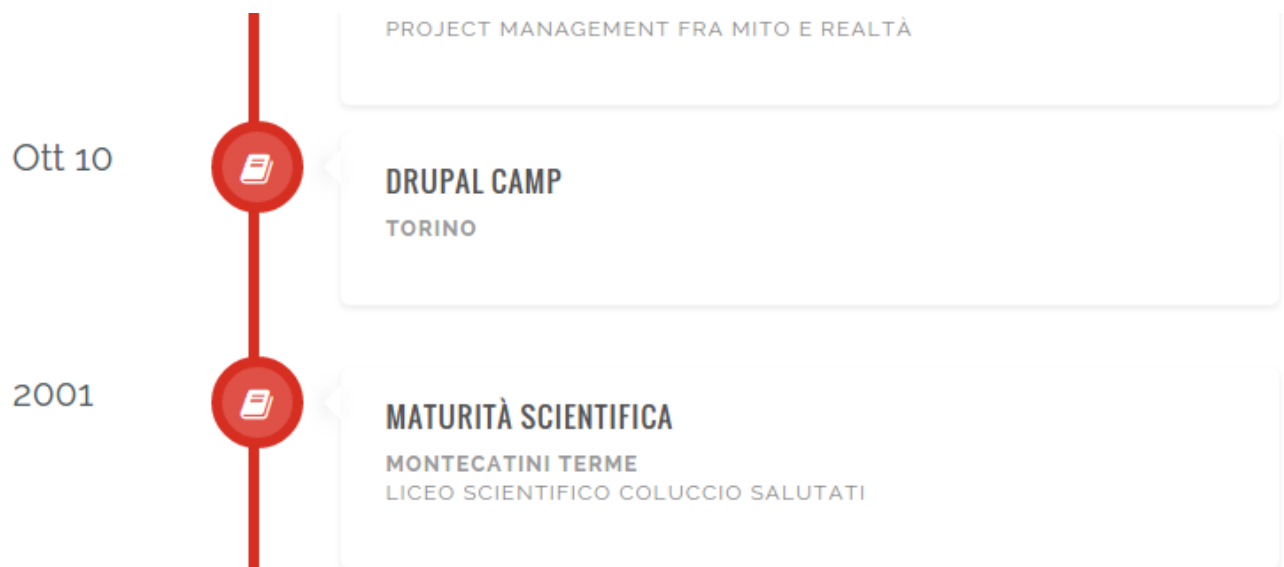 PROJECT MANAGEMENT FRA MITO E REALTÀ
Ott 10
DRUPAL CAMP
TORINO
2001
MATURITÀ SCIENTIFICA
MONTECATINI TERME
LICEO SCIENTIFICO COLUCCIO SALUTATI